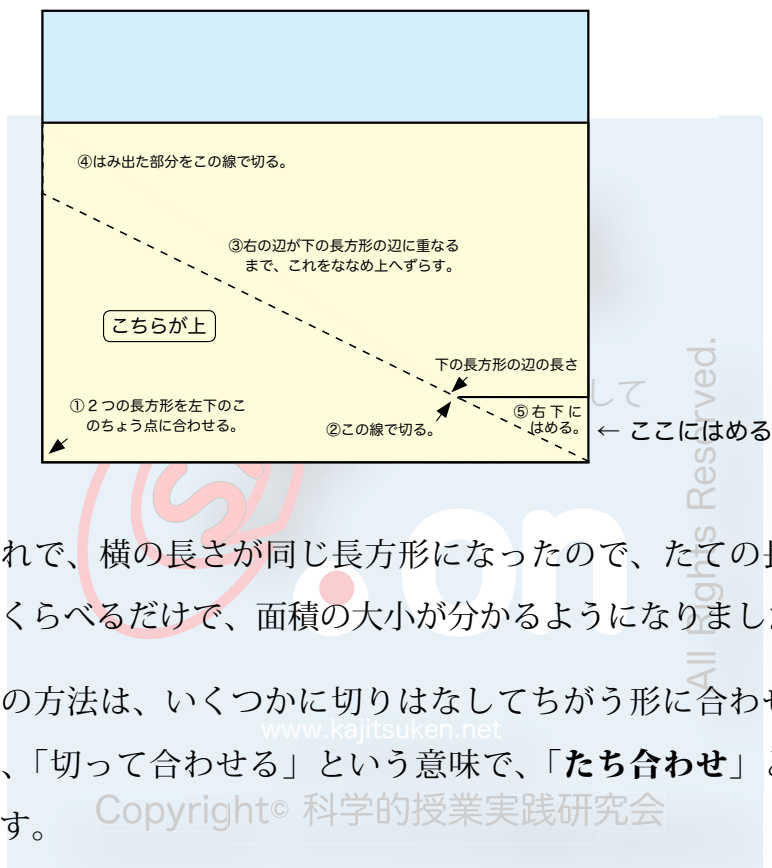 ④はみ出た部分をこの線で切る。
③右の辺が下の長方形の辺に重なる
まで、これをななめ上へずらす。
こちらが上
下の長方形の辺の長さ
①２つの長方形を左下のこ
のちょう点に合わせる。
②この線で切る。
⑤右下に
はめる。
← ここにはめる
れで、横の長さが同じ長方形になったので、たての長
くらべるだけで、面積の大小が分かるようになりまし
の方法は、いくつかに切りはなしてちがう形に合わせ
、「切って合わせる」という意味で、「たち合わせ」
す。
して
on
All Rights Reserved.
www.kajitsuken.net
Copyright© 科学的授業実践研究会